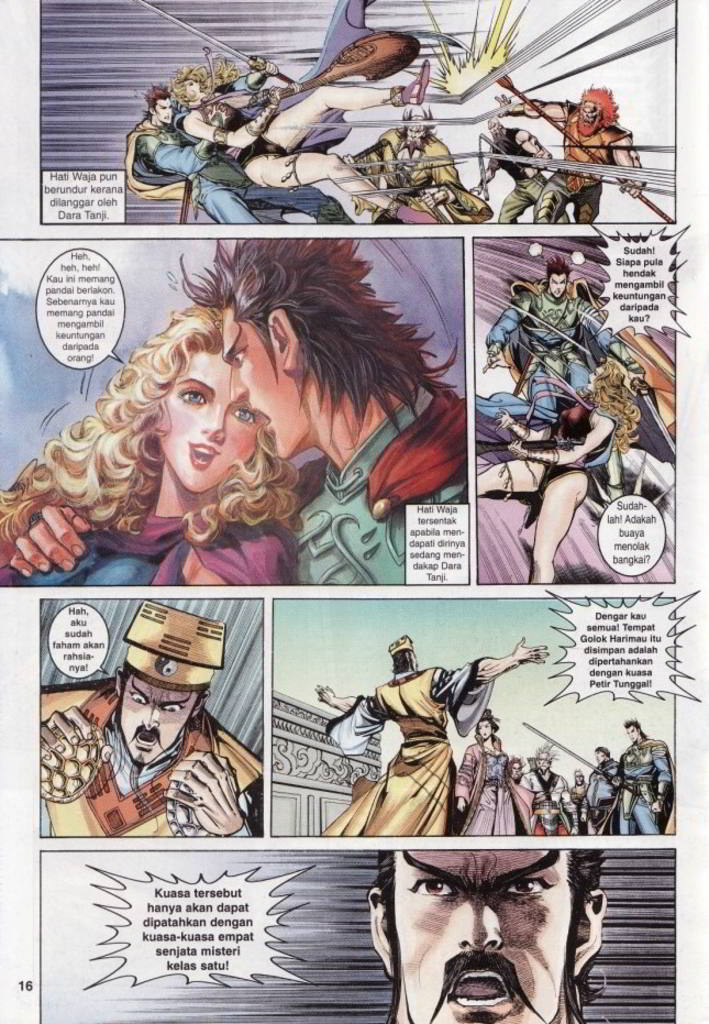 Hati Waja pun
berundur kerana
dilanggar oleh
Dara Tanji.
Heh,
heh, heh!
Kau ini memang
pandai berlakon.
Sebenarnya kau
memang pandai
mengambil
keuntungan
daripada
orang!
Hati Waja
tersentak
apabila men-
dapati dirinya
sedang men-
dakap Dara
Tanji.
Sudah!
Siapa pula
hendak
mengambil
keuntungan
daripada
kau?
Sudah-
lah! Adakah
buaya
menolak
bangkai?
Hah,
aku
sudah
faham akan
rahsia-
nya!
Dengar kau
semua! Tempat
Golok Harimau itu
disimpan adalah
dipertahankan
dengan kuasa
Petir Tunggal!
Kuasa tersebut
hanya akan dapat
dipatahkan dengan
kuasa-kuasa empat
senjata misteri
kelas satu!
16